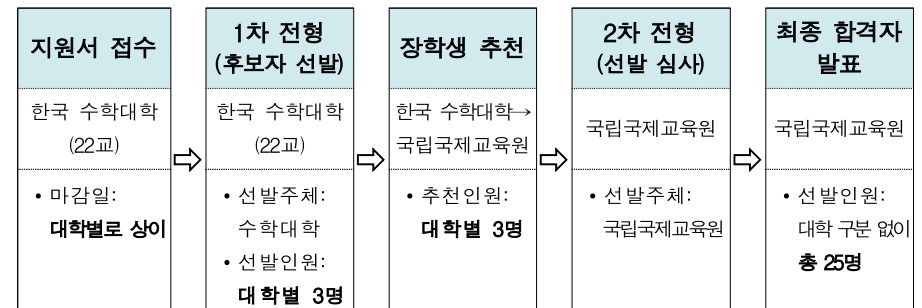 지원서 접수
한국 수학대학
(22교)
• 마감일:
대학별로 상이
⇨
1차 전형
(후보자 선발)
한국 수학대학
(22교)
• 선발주체:
수학대학
• 선발인원:
대학별 3명
⇨
장학생 추천
한국 수학대학→
국립국제교육원
• 추천인원:
대학별 3명
⇨
2차 전형
(선발 심사)
국립국제교육원
• 선발주체:
국립국제교육원
⇨
최종 합격자
발표
국립국제교육원
• 선발인원:
대학 구분 없이
총 25명